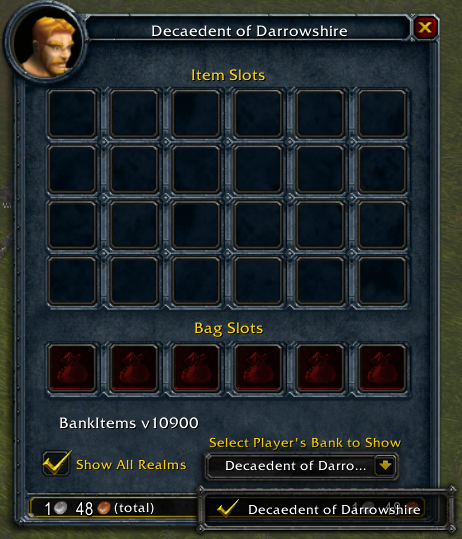 Decaedent of Darrowshire
Item Slots
Bag Slots
BankItems v10900
Select Player's Bank to Show
Show All Realms
Decaedent of Darro...
1 48 (total)
Decaedent of Darrowshire